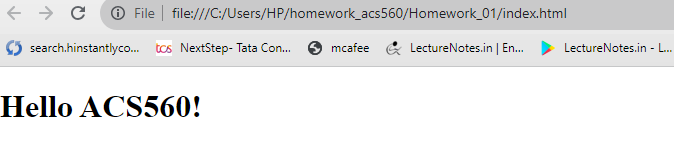 File | file:///C:/Users/HP/homework_acs560/Homework_01/index.html
search.hinstantlyco... tcs NextStep- Tata Con... mcafee LectureNotes.in | En... LectureNotes.in - L...
Hello ACS560!